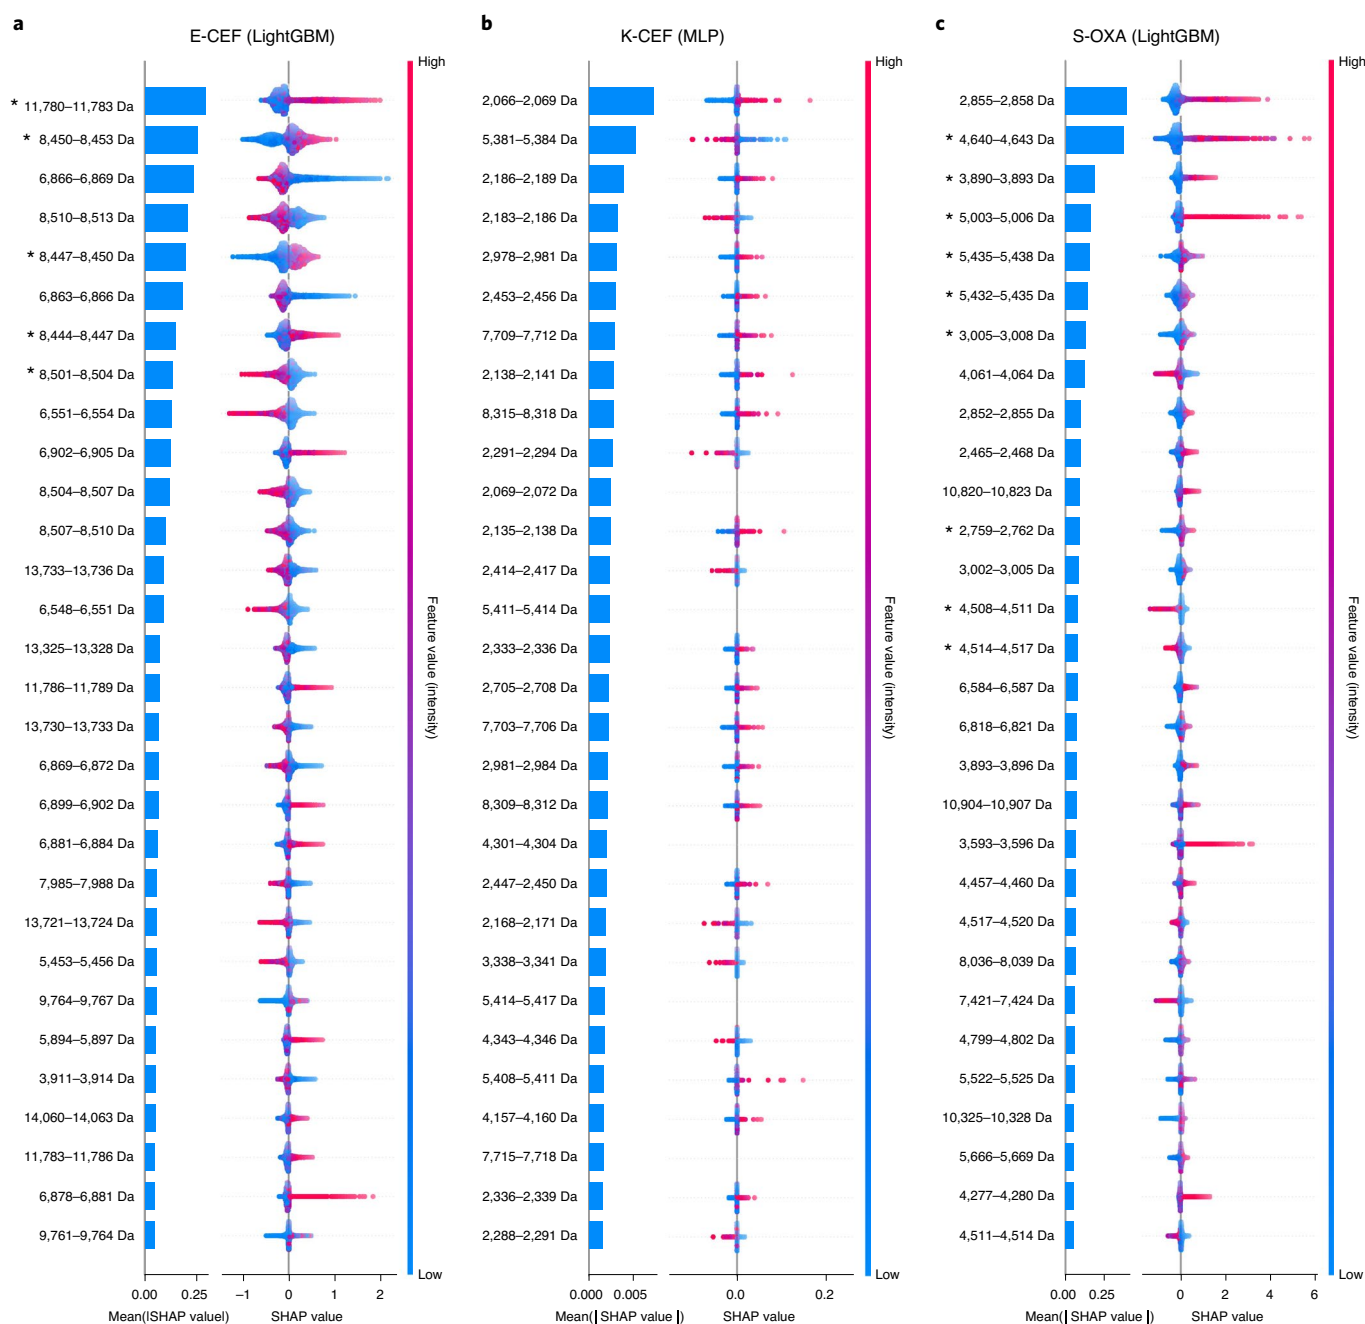 a
E-CEF (LightGBM)
High
* 11,780–11,783 Da
* 8,450–8,453 Da
6,866–6,869 Da
8,510–8,513 Da
* 8,447–8,450 Da
6,863–6,866 Da
* 8,444–8,447 Da
* 8,501–8,504 Da
6,551–6,554 Da
6,902–6,905 Da
8,504–8,507 Da
8,507–8,510 Da
13,733–13,736 Da
6,548–6,551 Da
13,325–13,328 Da
11,786–11,789 Da
13,730–13,733 Da
6,869–6,872 Da
6,899–6,902 Da
6,881–6,884 Da
7,985–7,988 Da
13,721–13,724 Da
5,453–5,456 Da
9,764–9,767 Da
5,894–5,897 Da
3,911–3,914 Da
14,060–14,063 Da
11,783–11,786 Da
6,878–6,881 Da
9,761–9,764 Da
Feature value (intensity)
Low
0.00 0.25 –1 0 1 2
Mean(|SHAP value|) SHAP value
b
K-CEF (MLP)
High
2,066–2,069 Da
5,381–5,384 Da
2,186–2,189 Da
2,183–2,186 Da
2,978–2,981 Da
2,453–2,456 Da
7,709–7,712 Da
2,138–2,141 Da
8,315–8,318 Da
2,291–2,294 Da
2,069–2,072 Da
2,135–2,138 Da
2,414–2,417 Da
5,411–5,414 Da
2,333–2,336 Da
2,705–2,708 Da
7,703–7,706 Da
2,981–2,984 Da
8,309–8,312 Da
4,301–4,304 Da
2,447–2,450 Da
2,168–2,171 Da
3,338–3,341 Da
5,414–5,417 Da
4,343–4,346 Da
5,408–5,411 Da
4,157–4,160 Da
7,715–7,718 Da
2,336–2,339 Da
2,288–2,291 Da
Feature value (intensity)
Low
0.000 0.005 0.0 0.2
Mean(|SHAP value|) SHAP value
c
S-OXA (LightGBM)
High
2,855–2,858 Da
* 4,640–4,643 Da
* 3,890–3,893 Da
* 5,003–5,006 Da
* 5,435–5,438 Da
* 5,432–5,435 Da
* 3,005–3,008 Da
4,061–4,064 Da
2,852–2,855 Da
2,465–2,468 Da
10,820–10,823 Da
* 2,759–2,762 Da
3,002–3,005 Da
* 4,508–4,511 Da
* 4,514–4,517 Da
6,584–6,587 Da
6,818–6,821 Da
3,893–3,896 Da
10,904–10,907 Da
3,593–3,596 Da
4,457–4,460 Da
4,517–4,520 Da
8,036–8,039 Da
7,421–7,424 Da
4,799–4,802 Da
5,522–5,525 Da
10,325–10,328 Da
5,666–5,669 Da
4,277–4,280 Da
4,511–4,514 Da
Feature value (intensity)
Low
0.00 0.25 0 2 4 6
Mean(|SHAP value|) SHAP value